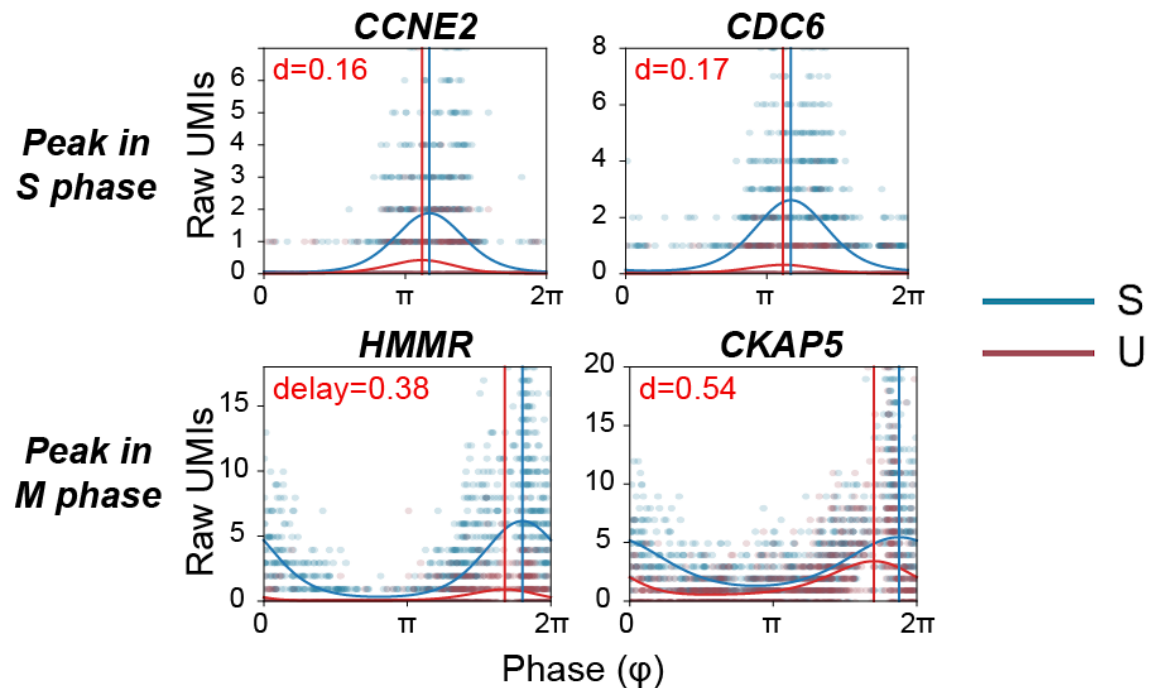 CCNE2
CDC6
Peak in
S phase
Raw UMIs
d=0.16
6
5
4
3
2
1
0
0
π
2π
d=0.17
8
6
4
2
0
0
π
2π
S
U
HMMR
CKAP5
Peak in
M phase
Raw UMIs
delay=0.38
15
10
5
0
0
π
2π
d=0.54
20
15
10
5
0
0
π
2π
Phase (φ)